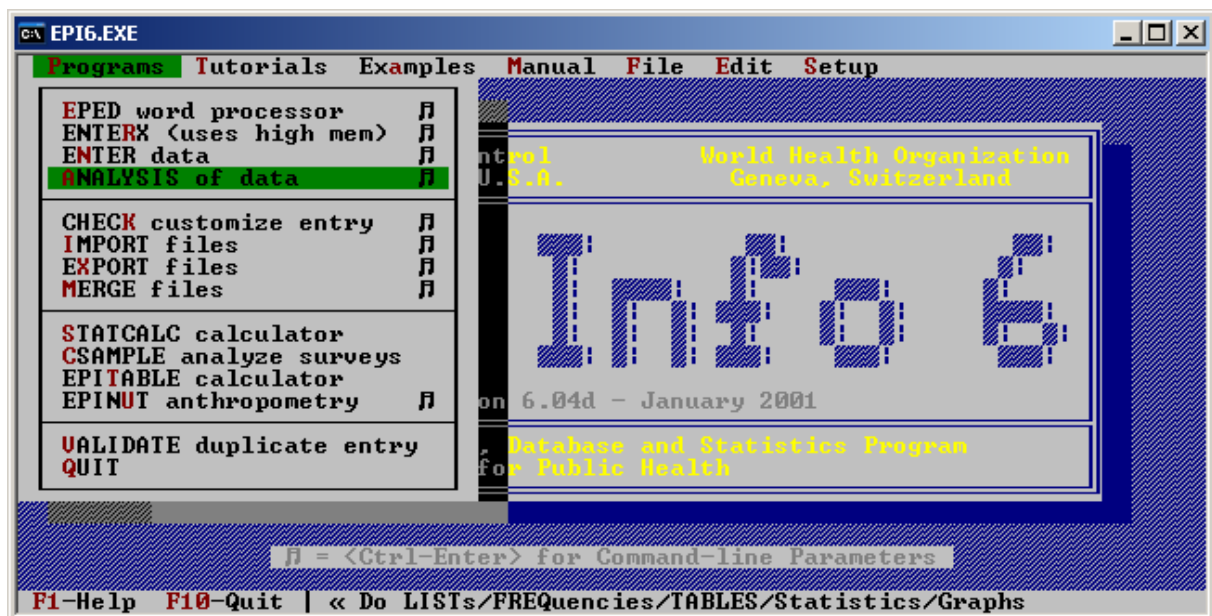 EPI6.EXE
Programs Tutorials Examples Manual File Edit Setup
EPED word processor ♬
ENTERX (uses high mem) ♬
ENTER data ♬
ANALYSIS of data ♬
CHECK customize entry ♬
IMPORT files ♬
EXPORT files ♬
MERGE files ♬
STATCALC calculator
CSAMPLE analyze surveys
EPITABLE calculator
EPINUT anthropometry ♬
VALIDATE duplicate entry
QUIT
ntrol World Health Organization
U.S.A. Geneva, Switzerland
Info 6
on 6.04d - January 2001
, Database and Statistics Program
for Public Health
♬ = <Ctrl-Enter> for Command-line Parameters
F1-Help F10-Quit | « Do LISTs/FREQuencies/TABLES/Statistics/Graphs